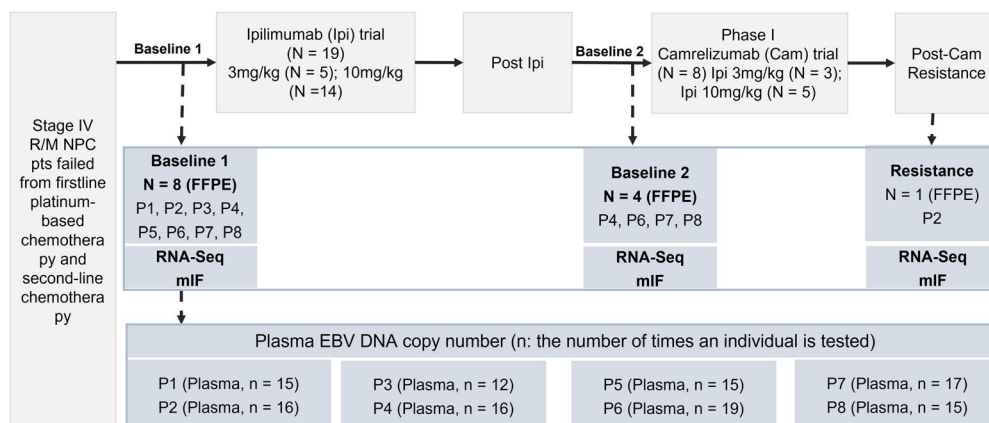 Stage IV
R/M NPC
pts failed
from firstline
platinum-
based
chemothera
py and
second-line
chemothera
py
Baseline 1
Ipilimumab (Ipi) trial
(N = 19)
3mg/kg (N = 5); 10mg/kg
(N =14)
Post Ipi
Baseline 2
Phase I
Camrelizumab (Cam) trial
(N = 8) Ipi 3mg/kg (N = 3);
Ipi 10mg/kg (N = 5)
Post-Cam
Resistance
Baseline 1
N = 8 (FFPE)
P1, P2, P3, P4,
P5, P6, P7, P8
RNA-Seq
mIF
Baseline 2
N = 4 (FFPE)
P4, P6, P7, P8
RNA-Seq
mIF
Resistance
N = 1 (FFPE)
P2
RNA-Seq
mIF
Plasma EBV DNA copy number (n: the number of times an individual is tested)
P1 (Plasma, n = 15)
P2 (Plasma, n = 16)
P3 (Plasma, n = 12)
P4 (Plasma, n = 16)
P5 (Plasma, n = 15)
P6 (Plasma, n = 19)
P7 (Plasma, n = 17)
P8 (Plasma, n = 15)